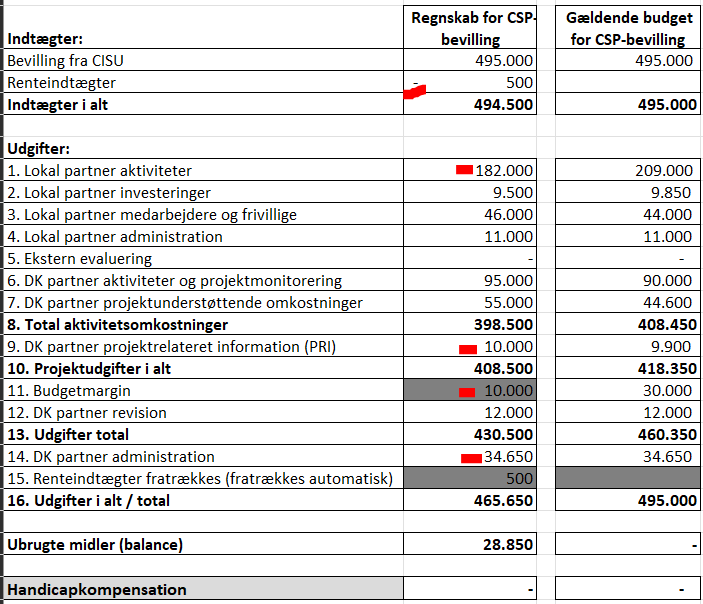 Indtægter: Regnskab for CSP-bevilling Gældende budget for CSP-bevilling
Bevilling fra CISU 495.000 495.000
Renteindtægter - 500
Indtægter i alt 494.500 495.000
Udgifter:
1. Lokal partner aktiviteter 182.000 209.000
2. Lokal partner investeringer 9.500 9.850
3. Lokal partner medarbejdere og frivillige 46.000 44.000
4. Lokal partner administration 11.000 11.000
5. Ekstern evaluering - -
6. DK partner aktiviteter og projektmonitorering 95.000 90.000
7. DK partner projektunderstøttende omkostninger 55.000 44.600
8. Total aktivitetsomkostninger 398.500 408.450
9. DK partner projektrelateret information (PRI) 10.000 9.900
10. Projektudgifter i alt 408.500 418.350
11. Budgetmargin 10.000 30.000
12. DK partner revision 12.000 12.000
13. Udgifter total 430.500 460.350
14. DK partner administration 34.650 34.650
15. Renteindtægter fratrækkes (fratrækkes automatisk) 500
16. Udgifter i alt / total 465.650 495.000
Ubrugte midler (balance) 28.850 -
Handicapkompensation - -